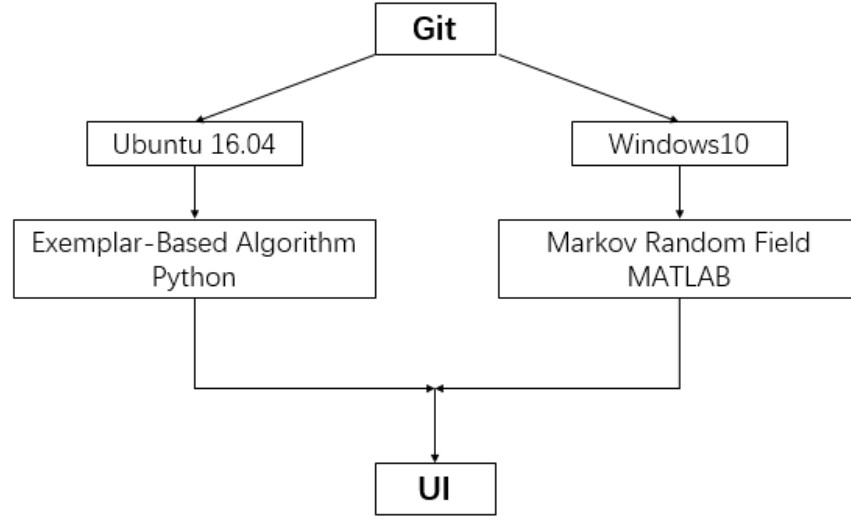 Git
Ubuntu 16.04
Windows10
Exemplar-Based Algorithm
Python
Markov Random Field
MATLAB
UI